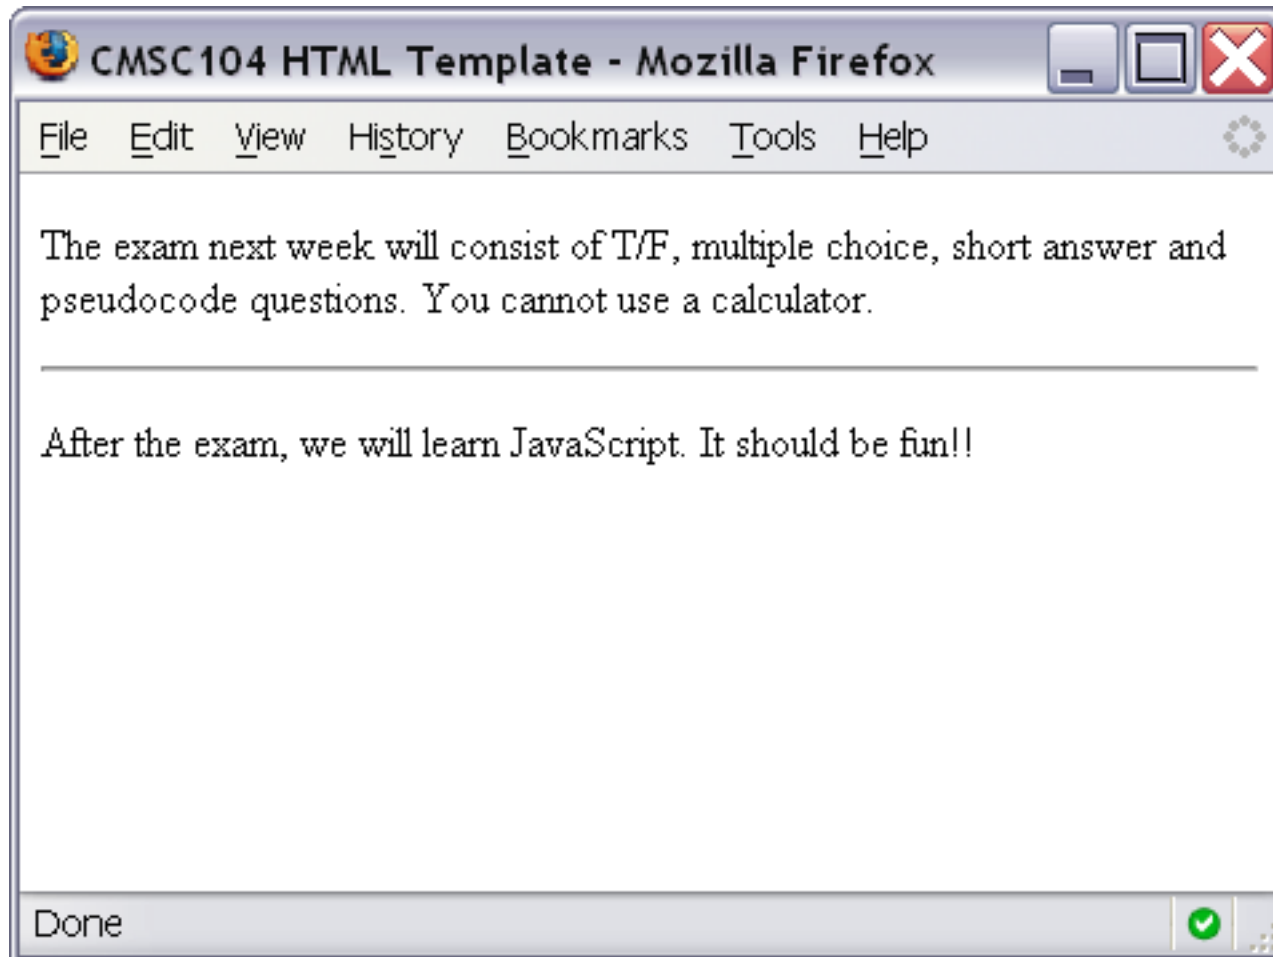 CMSC104 HTML Template - Mozilla Firefox
File Edit View History Bookmarks Tools Help
The exam next week will consist of T/F, multiple choice, short answer and
pseudocode questions. You cannot use a calculator.
After the exam, we will learn JavaScript. It should be fun!!
Done